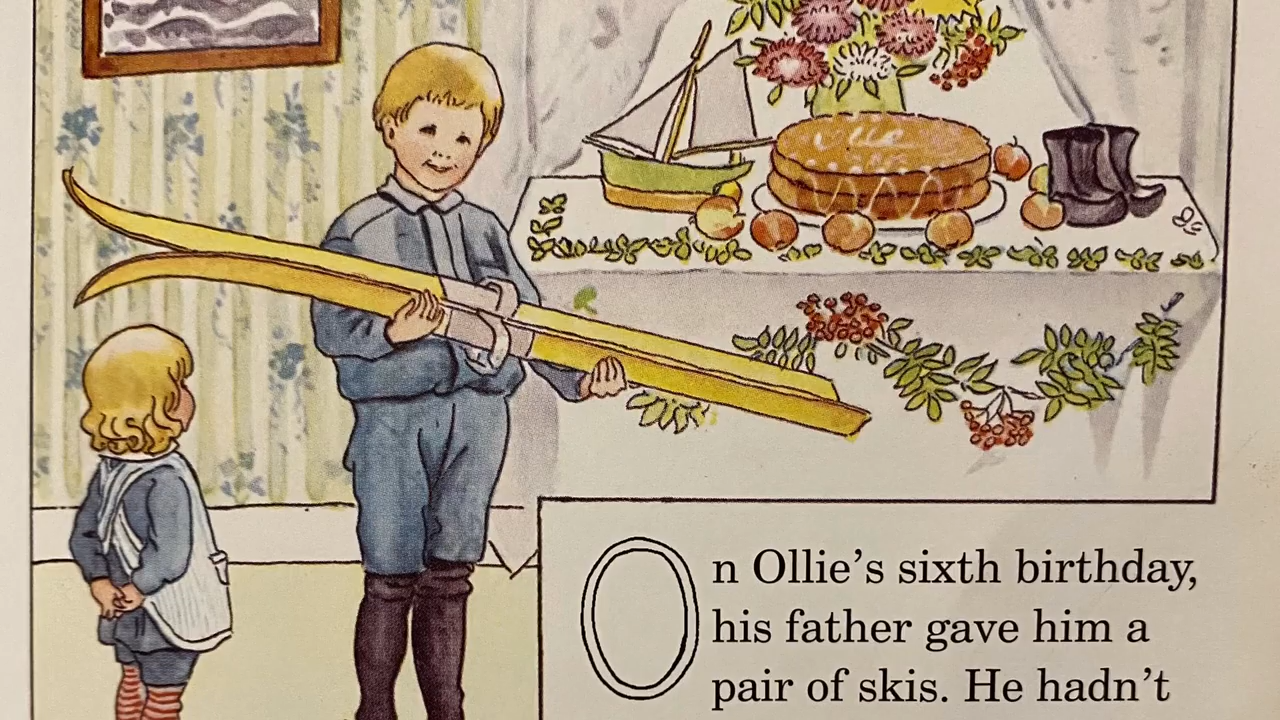 On Ollie’s sixth birthday,
his father gave him a
pair of skis. He hadn’t